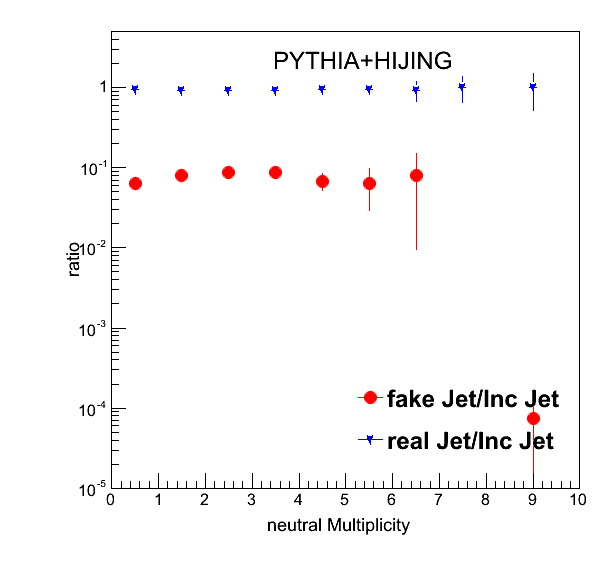 PYTHIA+HIJING
1
10-1
10-2
10-3
10-4
10-5
ratio
fake Jet/Inc Jet
real Jet/Inc Jet
0 1 2 3 4 5 6 7 8 9 10
neutral Multiplicity